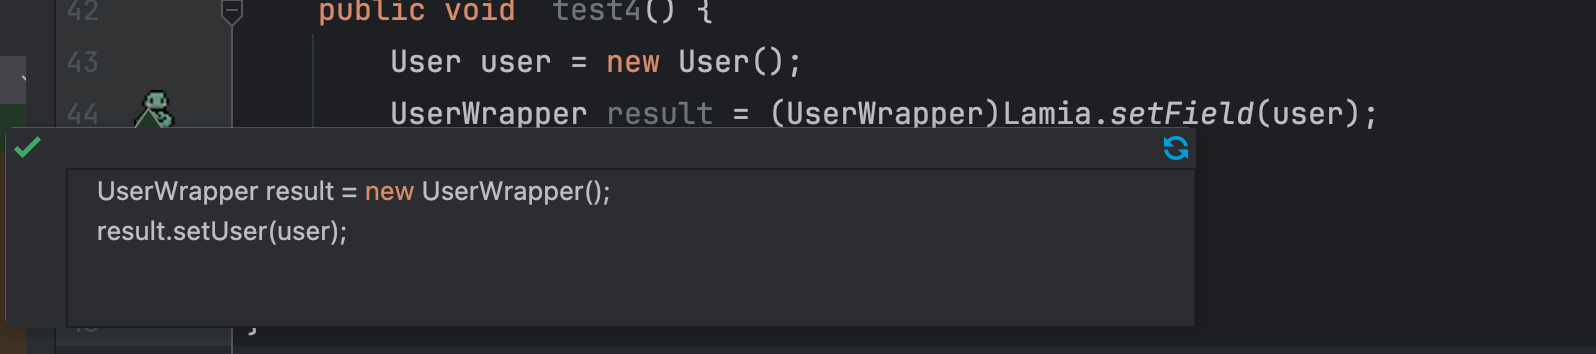 42 public void test4() {
43 User user = new User();
44 UserWrapper result = (UserWrapper)Lamia.setField(user);
UserWrapper result = new UserWrapper();
result.setUser(user);
}